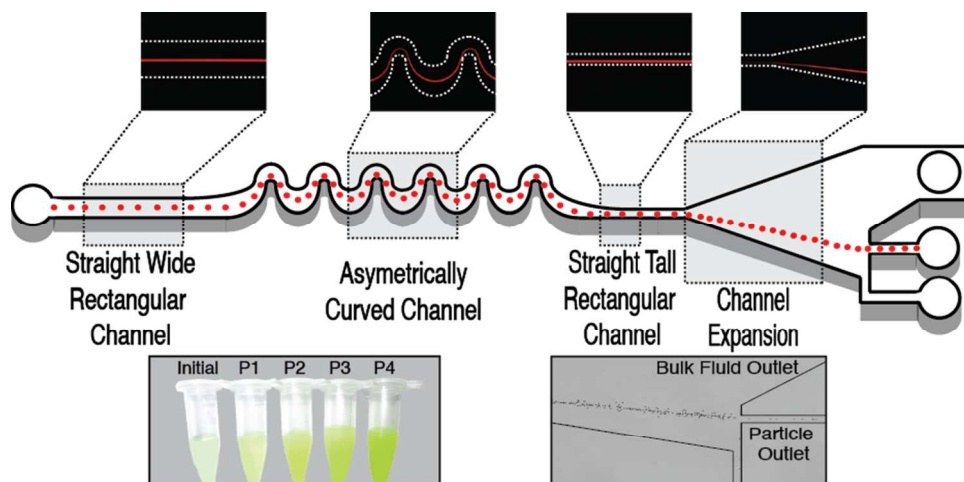 Straight Wide
Rectangular
Channel
Asymetrically
Curved Channel
Straight Tall
Rectangular
Channel
Channel
Expansion
Initial P1 P2 P3 P4
Bulk Fluid Outlet
Particle
Outlet